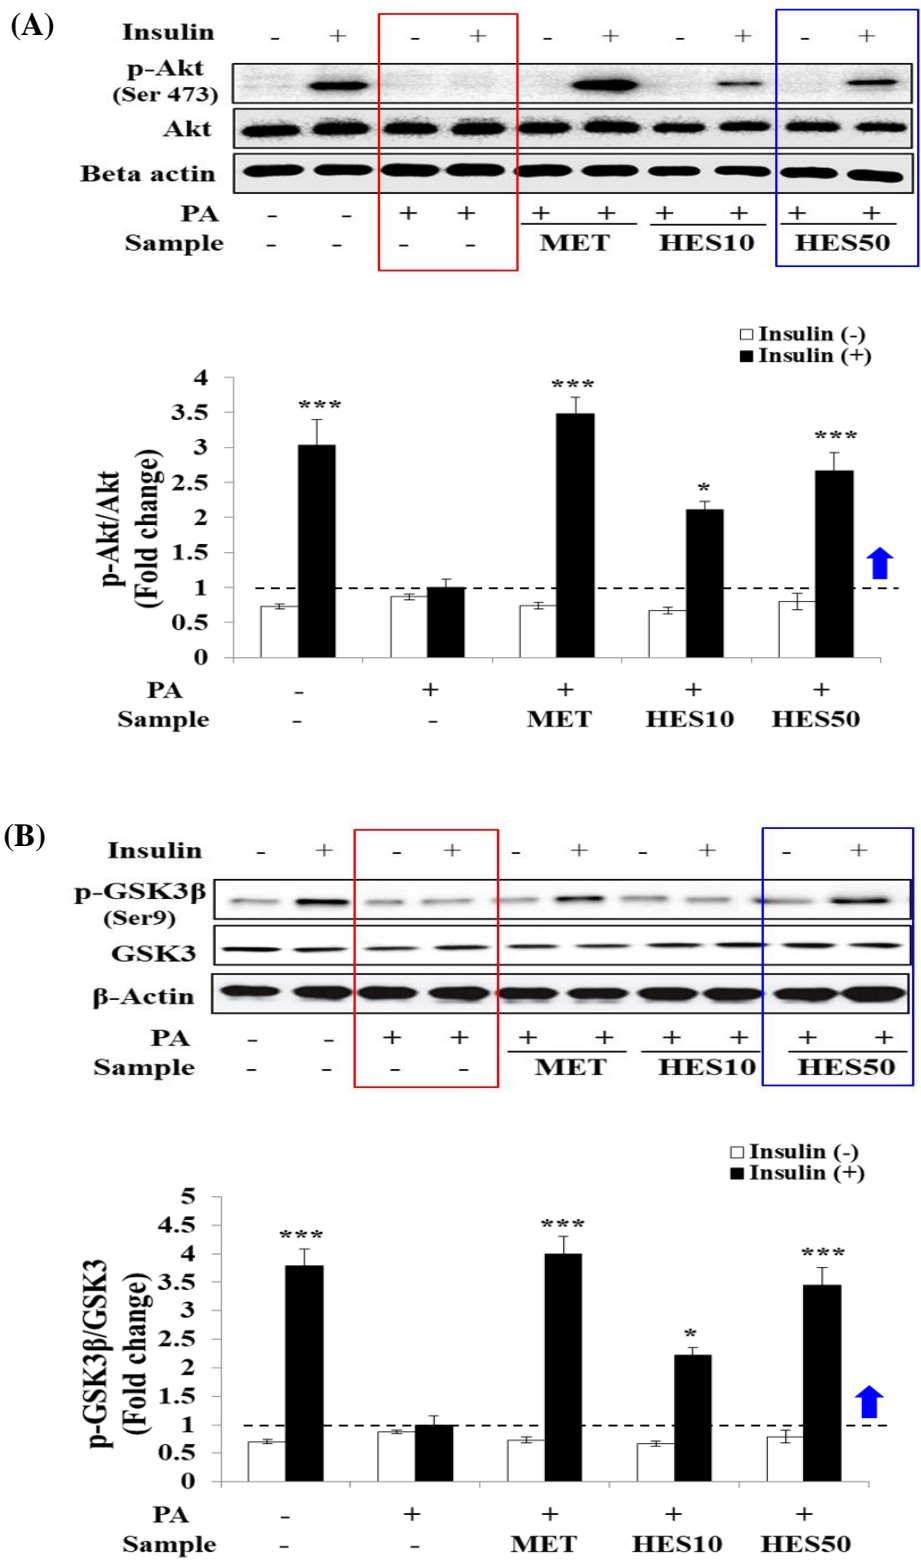 (A)
Insulin - + - + - + - + - +
p-Akt
(Ser 473)
Akt
Beta actin
PA - - + + + + + + + +
Sample - - - - MET HES10 HES50
Insulin (-)
Insulin (+)
p-Akt/Akt
(Fold change)
4
3.5
3
2.5
2
1.5
1
0.5
0
*** *** * ***
PA - + + + +
Sample - - MET HES10 HES50
(B)
Insulin - + - + - + - + - +
p-GSK3β
(Ser9)
GSK3
β-Actin
PA - - + + + + + + + +
Sample - - - - MET HES10 HES50
Insulin (-)
Insulin (+)
p-GSK3β/GSK3
(Fold change)
5
4.5
4
3.5
3
2.5
2
1.5
1
0.5
0
*** *** * ***
PA - + + + +
Sample - - MET HES10 HES50